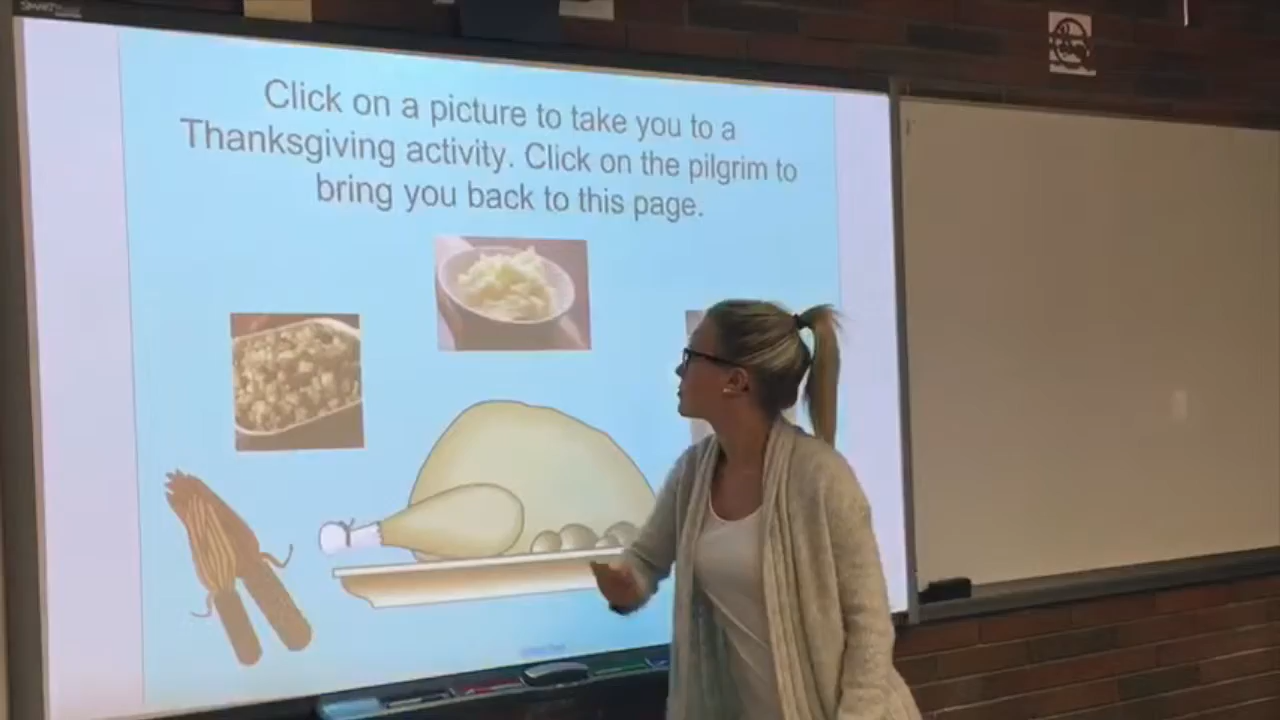 SMART
Click on a picture to take you to a
Thanksgiving activity. Click on the pilgrim to
bring you back to this page.